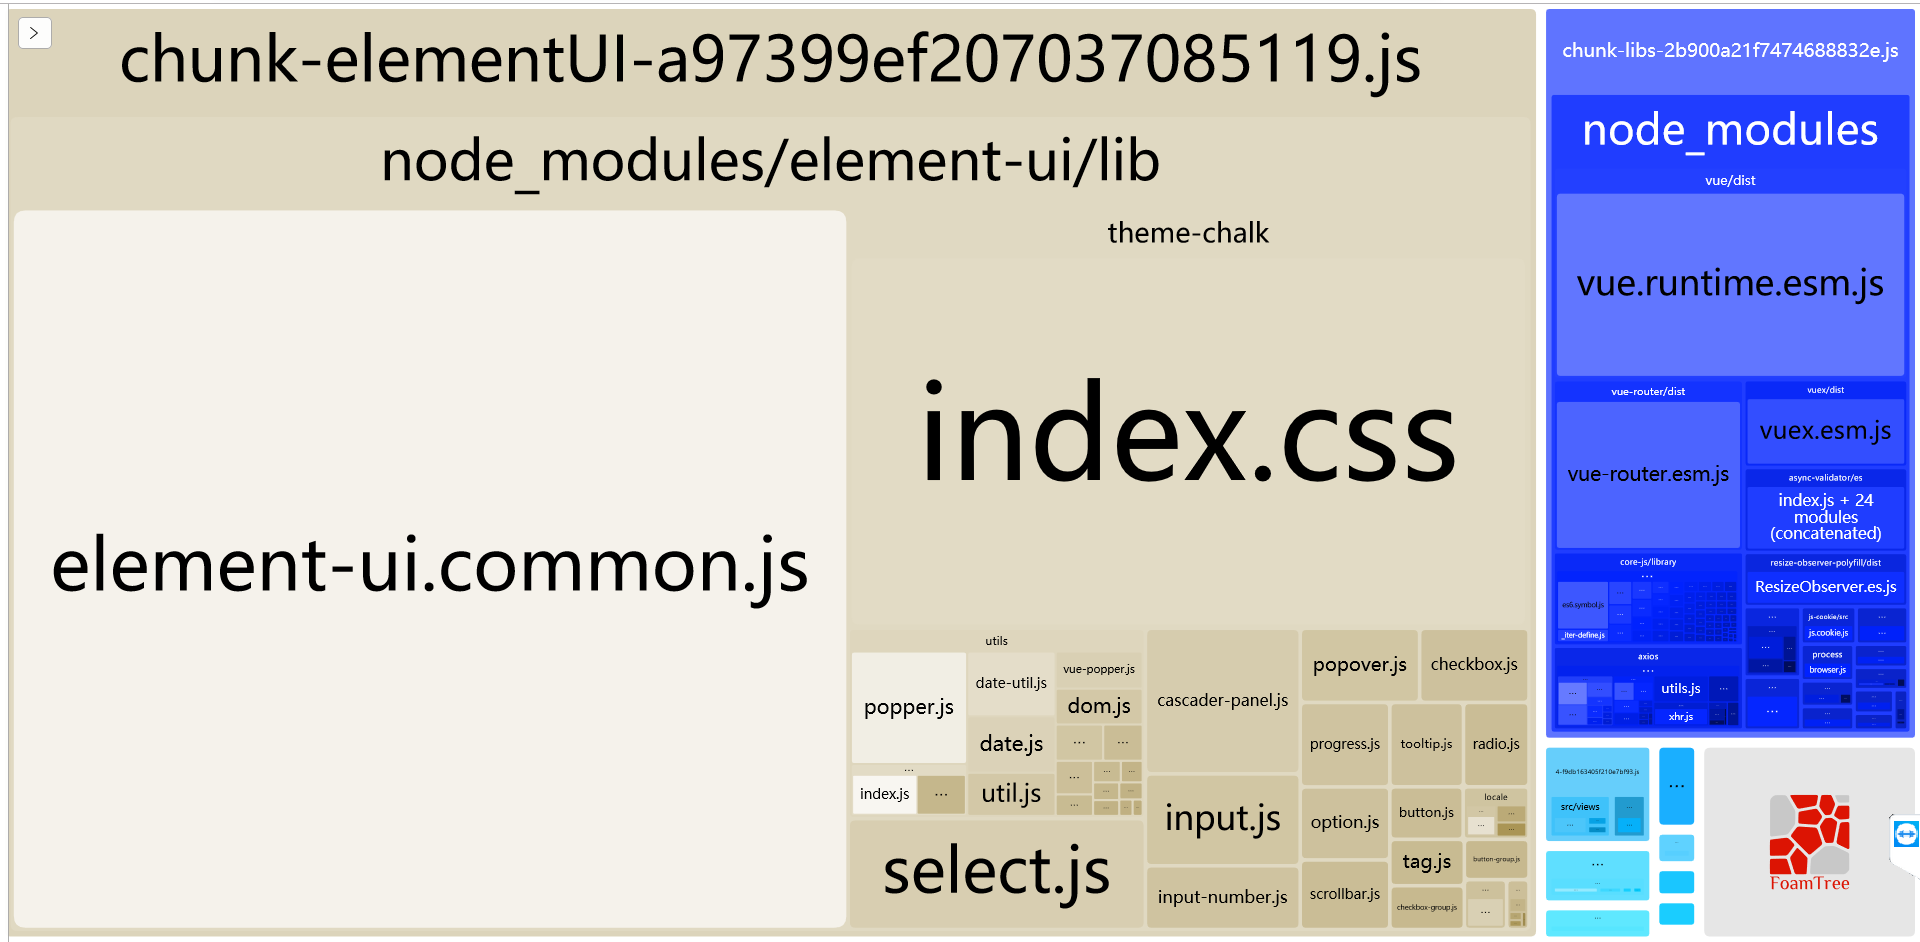 chunk-elementUI-a97399ef207037085119.js
node_modules/element-ui/lib
element-ui.common.js
theme-chalk
index.css
utils
popper.js
date-util.js
vue-popper.js
dom.js
date.js
...
...
...
index.js
...
util.js
...
...
...
select.js
cascader-panel.js
input.js
input-number.js
popover.js
checkbox.js
progress.js
tooltip.js
radio.js
option.js
button.js
locale
tag.js
button-group.js
scrollbar.js
checkbox-group.js
...
chunk-libs-2b900a21f7474688832e.js
node_modules
vue/dist
vue.runtime.esm.js
vue-router/dist
vue-router.esm.js
vuex/dist
vuex.esm.js
async-validator/es
index.js + 24
modules
(concatenated)
core-js/library
...
es6.symbol.js
_iter-define.js
resize-observer-polyfill/dist
ResizeObserver.es.js
js-cookie/src
js.cookie.js
process
browser.js
axios
...
utils.js
...
xhr.js
4-f9db163405f210e7bf93.js
src/views
...
...
...
FoamTree